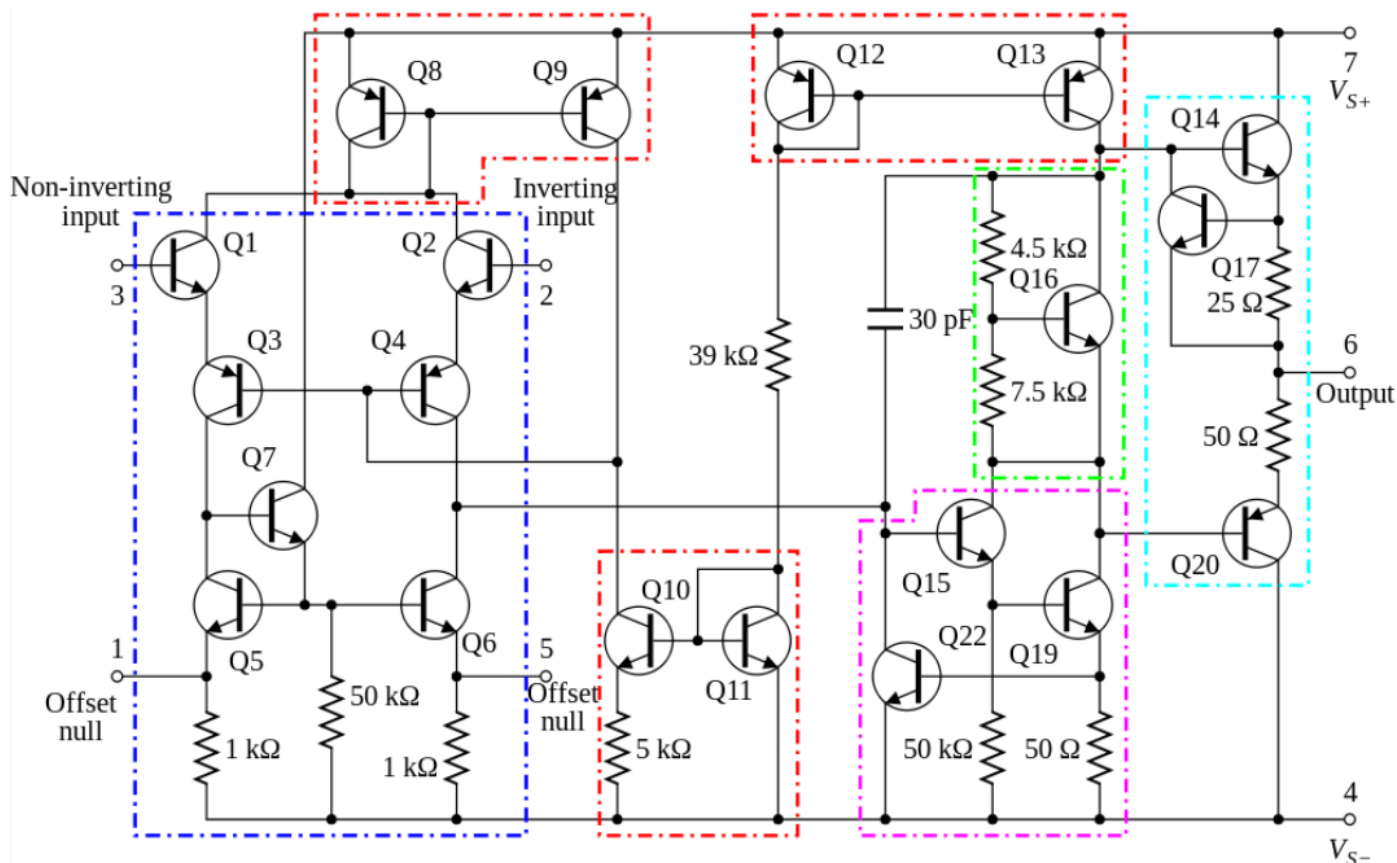 Q8
Q9
Q12
Q13
7
V_{S+}
Q14
Non-inverting
input
Inverting
input
Q1
Q2
3
2
4.5 kΩ
Q16
Q17
25 Ω
30 pF
39 kΩ
Q3
Q4
6
Output
7.5 kΩ
50 Ω
Q7
Q15
Q20
Q10
Q11
Q22
Q19
1
Offset
null
Q5
Q6
5
Offset
null
50 kΩ
1 kΩ
1 kΩ
5 kΩ
50 kΩ
50 Ω
4
V_{S−}